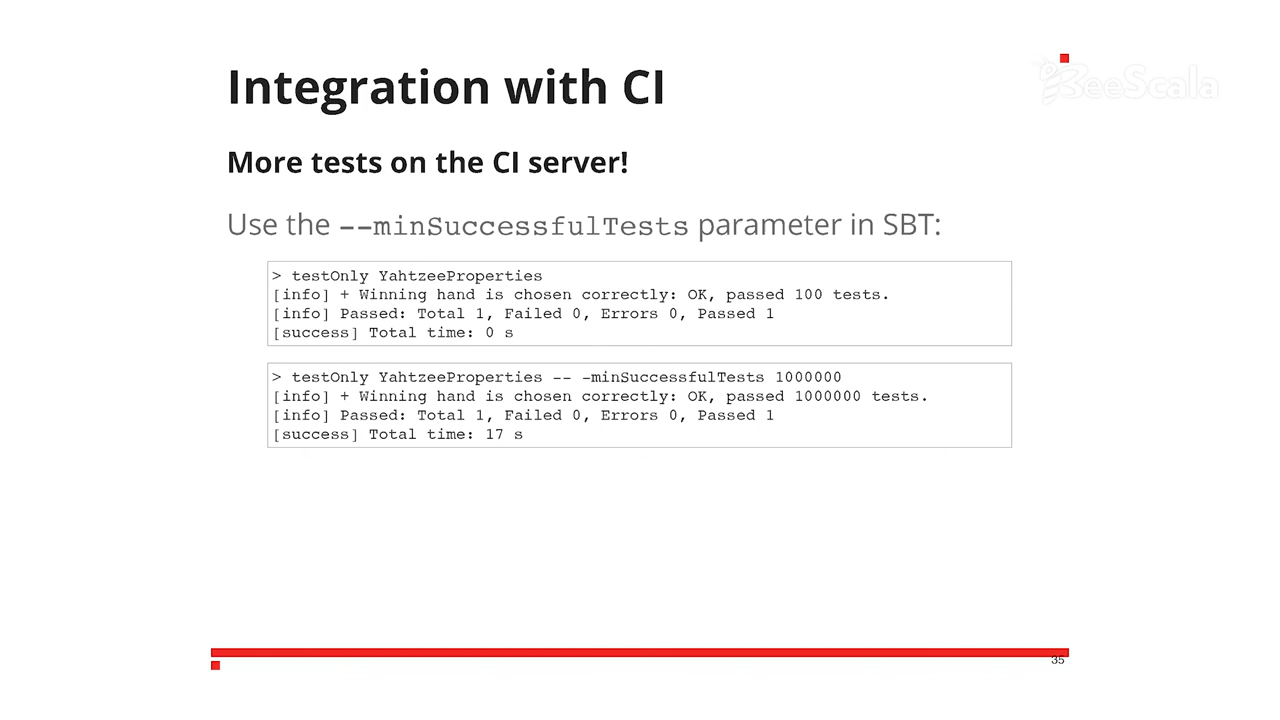 Integration with CI
BeeScala
More tests on the CI server!
Use the --minSuccessfulTests parameter in SBT:
> testOnly YahtzeeProperties
[info] + Winning hand is chosen correctly: OK, passed 100 tests.
[info] Passed: Total 1, Failed 0, Errors 0, Passed 1
[success] Total time: 0 s
> testOnly YahtzeeProperties -- -minSuccessfulTests 1000000
[info] + Winning hand is chosen correctly: OK, passed 1000000 tests.
[info] Passed: Total 1, Failed 0, Errors 0, Passed 1
[success] Total time: 17 s
35